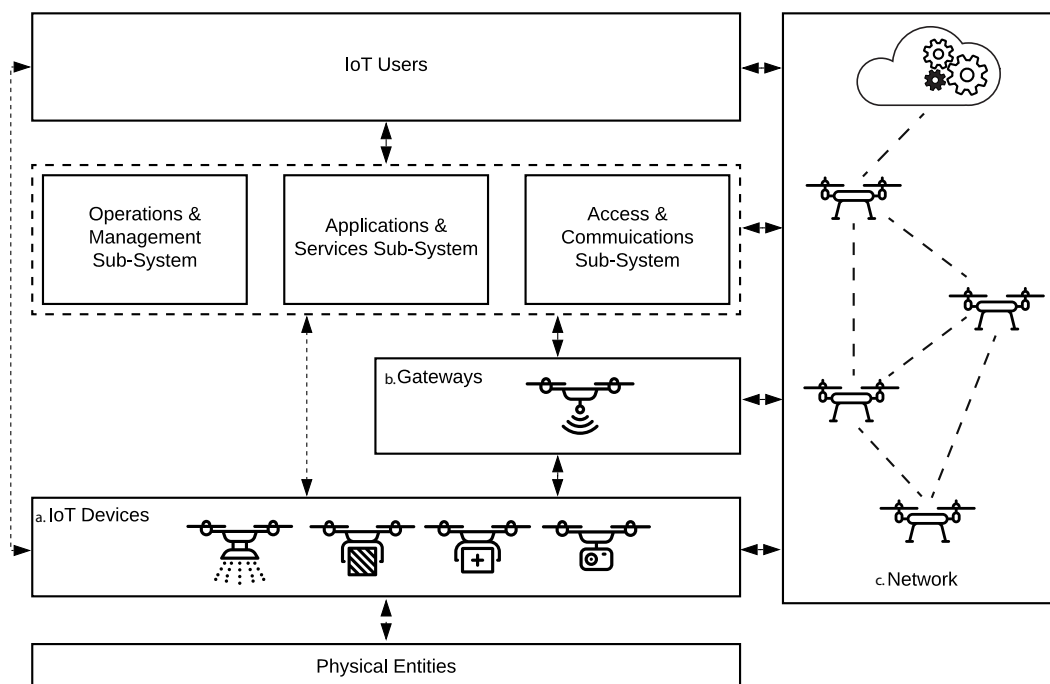 IoT Users
Operations &
Management
Sub-System
Applications &
Services Sub-System
Access &
Commuications
Sub-System
b. Gateways
a. IoT Devices
c. Network
Physical Entities